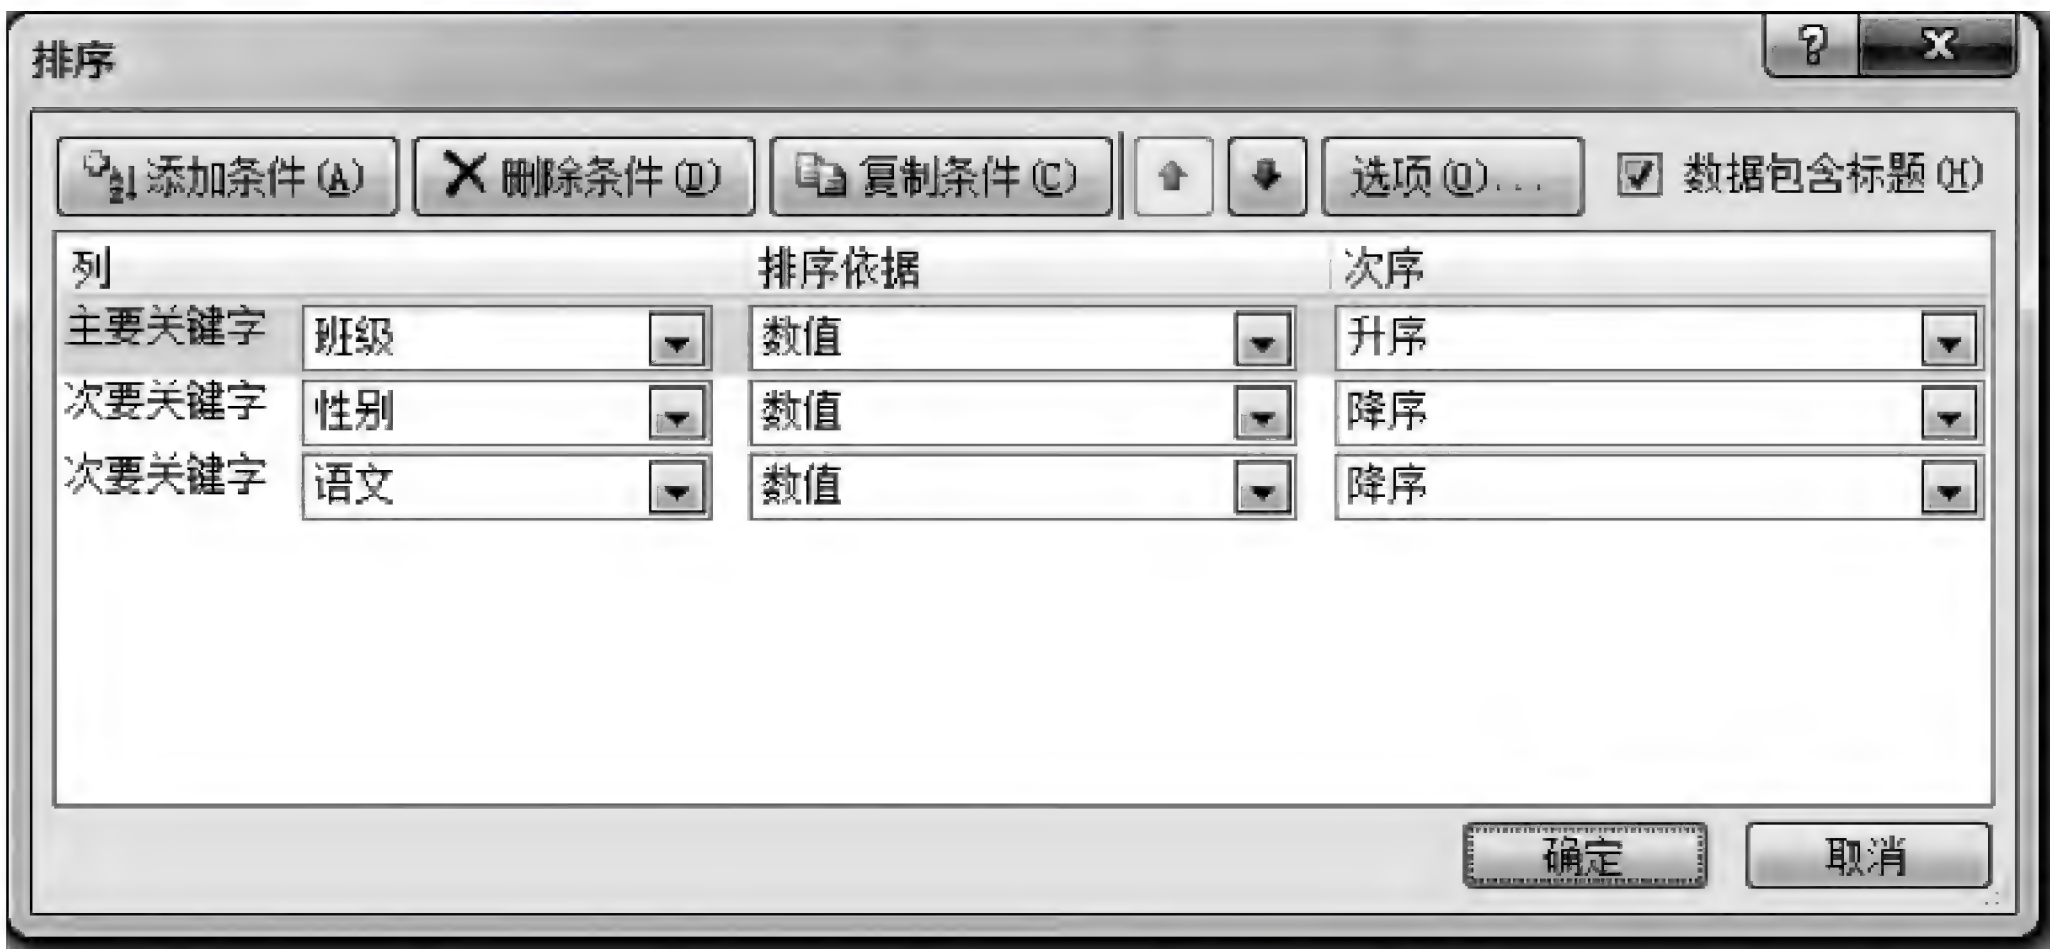 排序
添加条件(A) 删除条件(D) 复制条件(C) 选项(O)... 数据包含标题(H)
列 排序依据 次序
主要关键字 班级 数值 升序
次要关键字 性别 数值 降序
次要关键字 语文 数值 降序
确定 取消